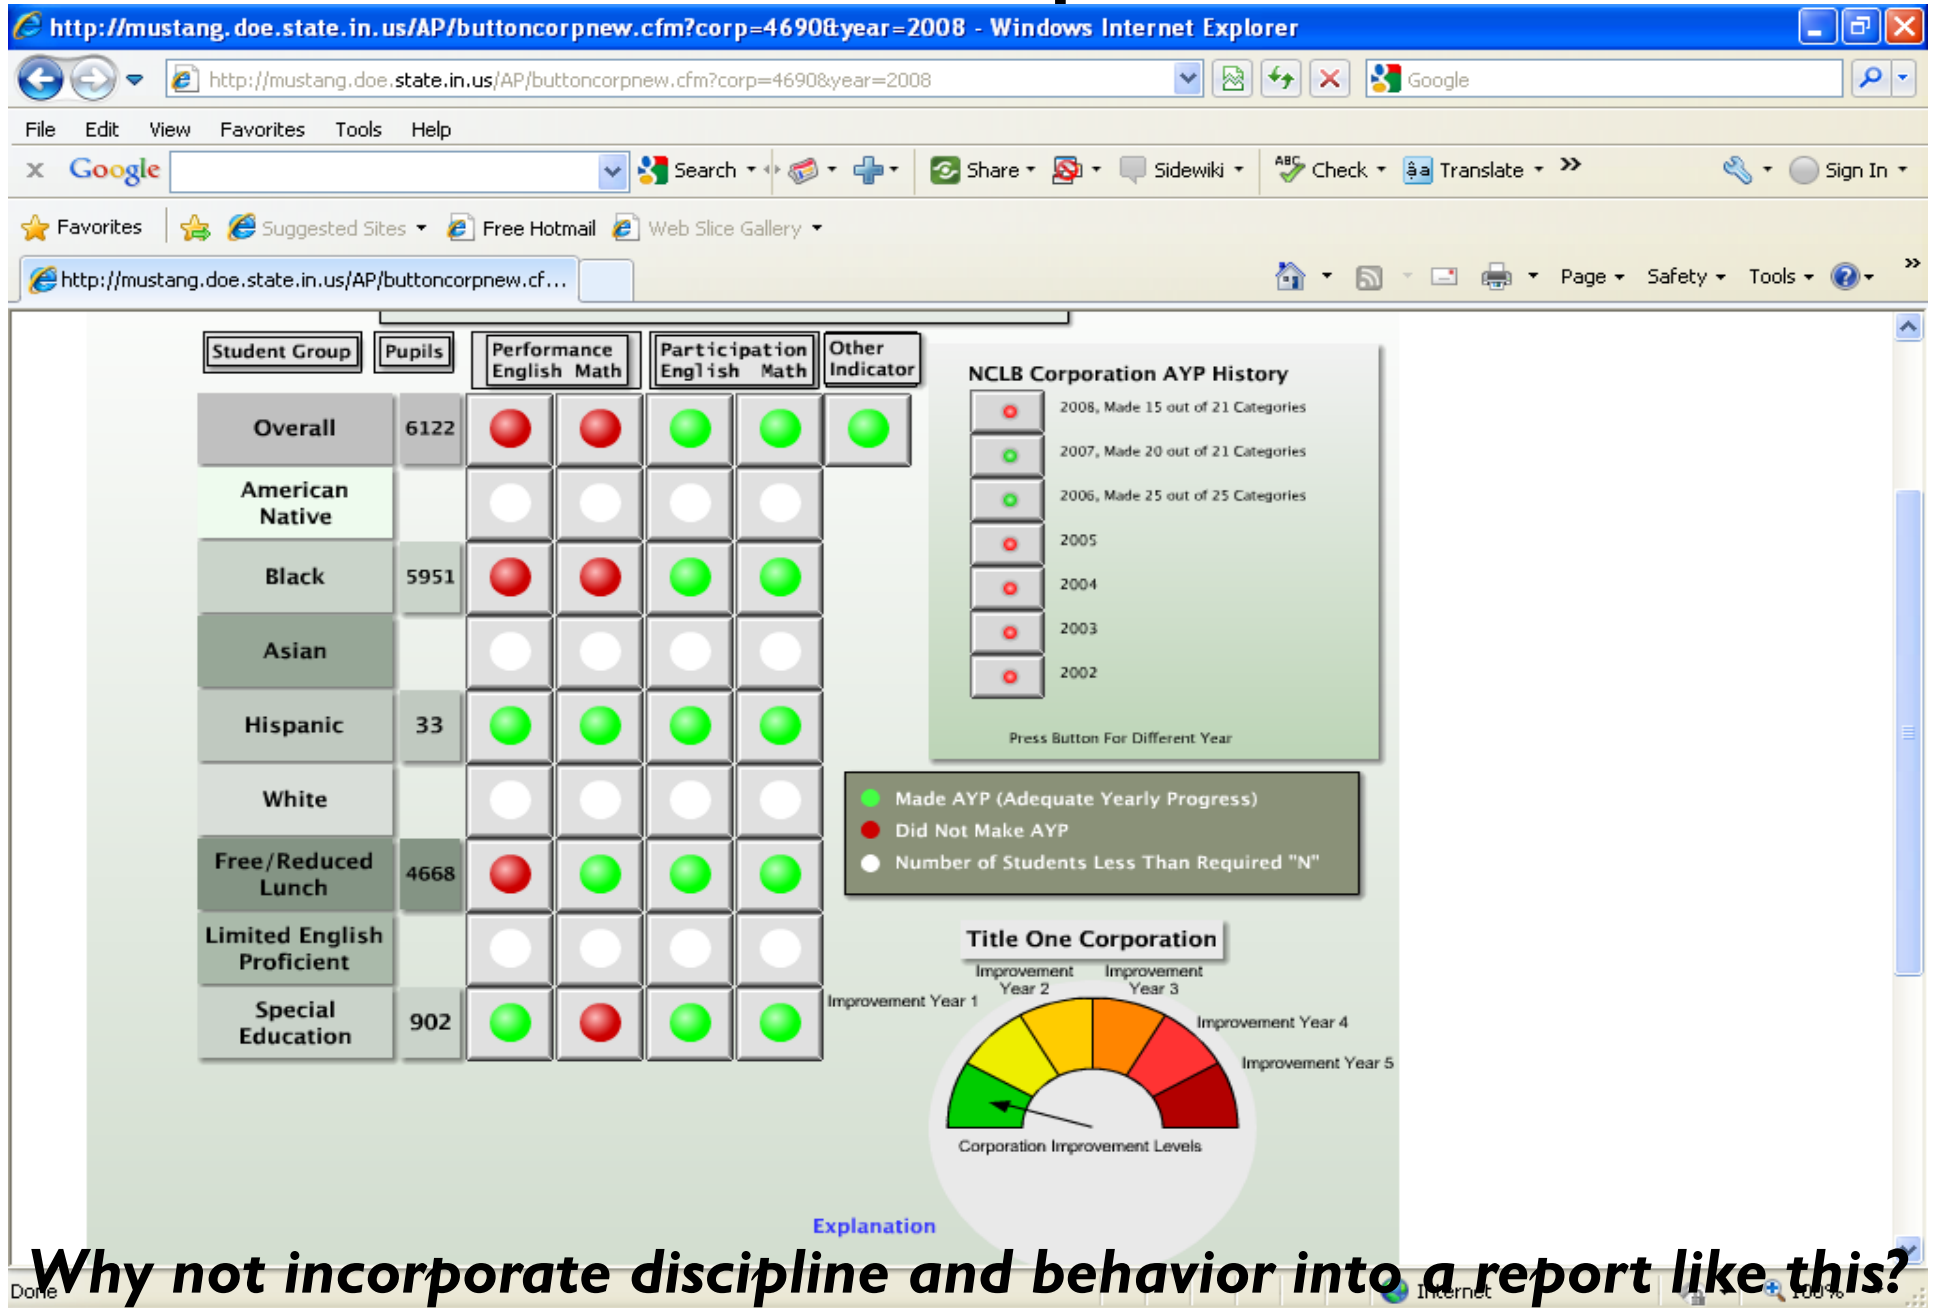 http://mustang.doe.state.in.us/AP/buttoncorpnew.cfm?corp=4690&year=2008 - Windows Internet Explorer
http://mustang.doe.state.in.us/AP/buttoncorpnew.cfm?corp=4690&year=2008
Google
File Edit View Favorites Tools Help
x Google Search Share Sidewiki ABC Check âa Translate » Sign In
Favorites Suggested Sites Free Hotmail Web Slice Gallery
http://mustang.doe.state.in.us/AP/buttoncorpnew.cf... Page Safety Tools »
Student Group Pupils Performance Participation Other
English Math English Math Indicator
Overall 6122
American
Native
Black 5951
Asian
Hispanic 33
White
Free/Reduced
Lunch 4668
Limited English
Proficient
Special
Education 902
NCLB Corporation AYP History
2008, Made 15 out of 21 Categories
2007, Made 20 out of 21 Categories
2006, Made 25 out of 25 Categories
2005
2004
2003
2002
Press Button For Different Year
Made AYP (Adequate Yearly Progress)
Did Not Make AYP
Number of Students Less Than Required "N"
Title One Corporation
Improvement Year 1
Improvement
Year 2
Improvement
Year 3
Improvement Year 4
Improvement Year 5
Corporation Improvement Levels
Explanation
Why not incorporate discipline and behavior into a report like this?
Done Internet 100%